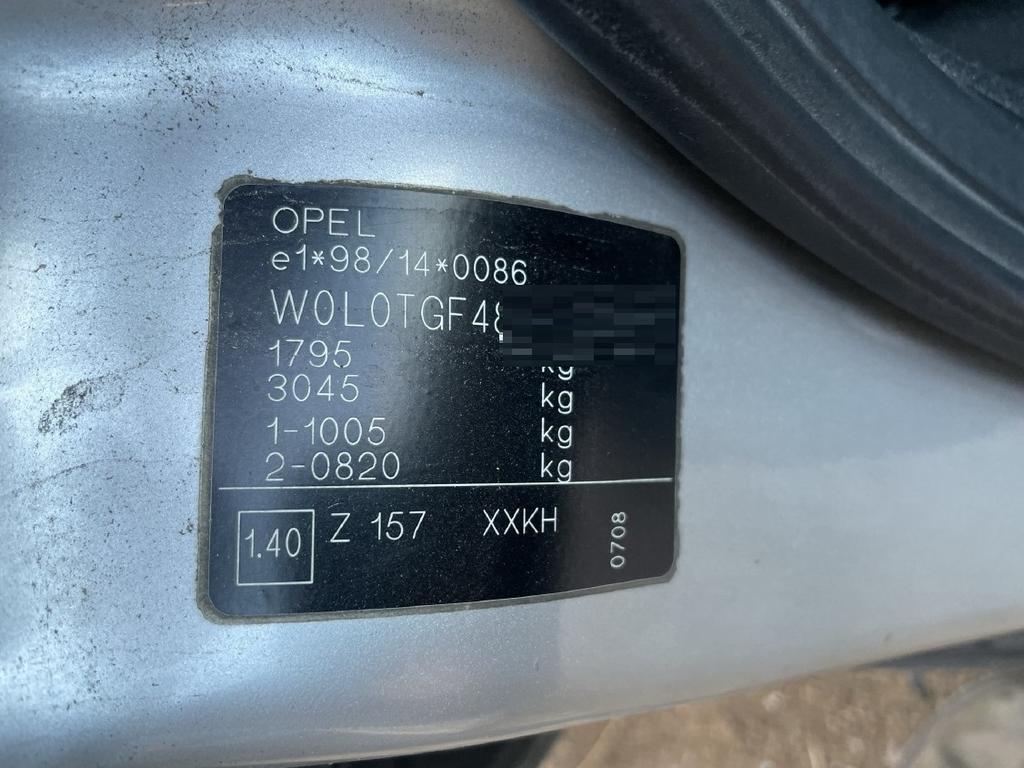 OPEL
e1*98/14*0086
W0L0TGF48
1795 kg
3045 kg
1-1005 kg
2-0820 kg
1.40 Z 157 XXKH 0708